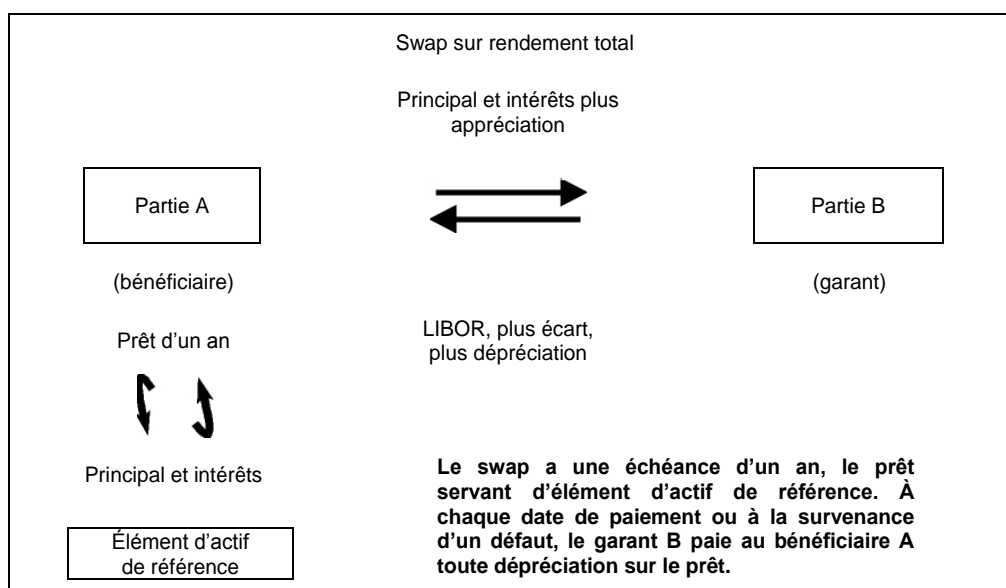 Swap sur rendement total
Principal et intérêts plus
appréciation
Partie A
Partie B
(bénéficiaire)
(garant)
Prêt d'un an
LIBOR, plus écart,
plus dépréciation
Principal et intérêts
Élément d'actif
de référence
Le swap a une échéance d'un an, le prêt
servant d'élément d'actif de référence. À
chaque date de paiement ou à la survenance
d'un défaut, le garant B paie au bénéficiaire A
toute dépréciation sur le prêt.